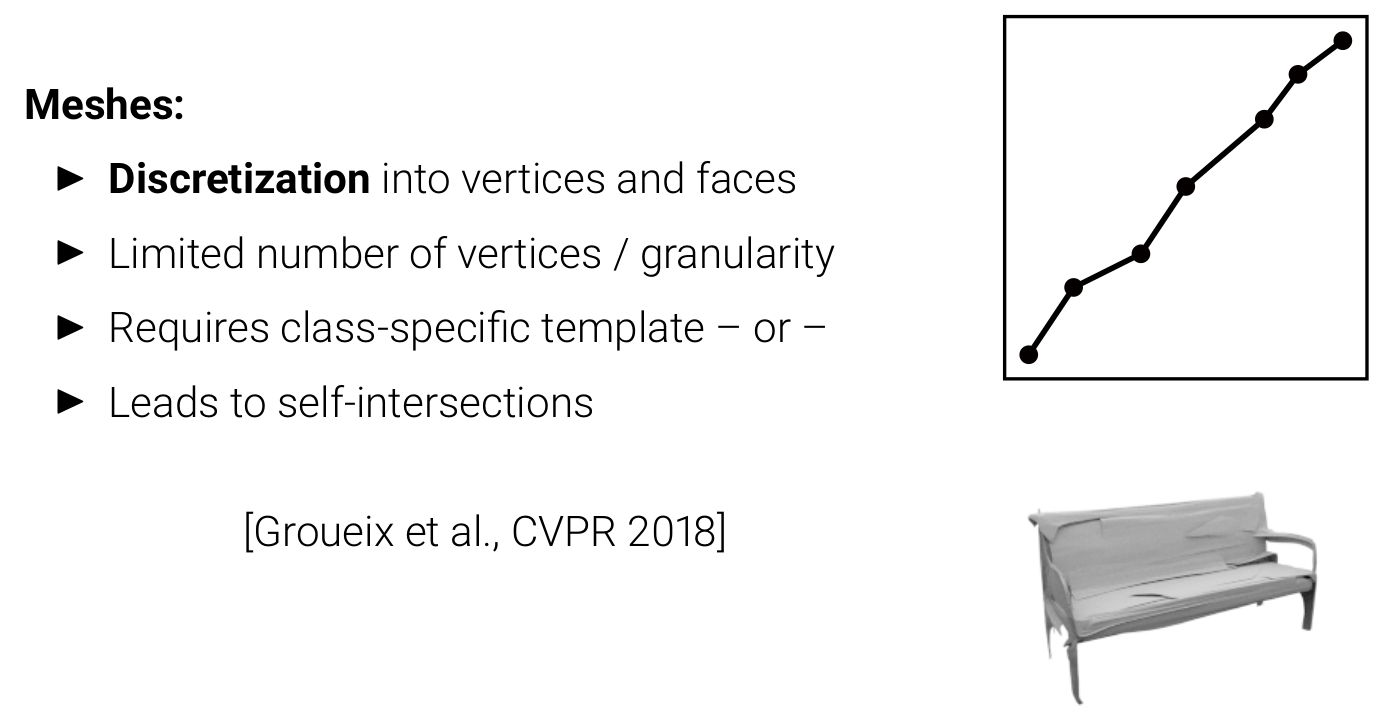 Meshes:
► Discretization into vertices and faces
► Limited number of vertices / granularity
► Requires class-specific template – or –
► Leads to self-intersections
[Groueix et al., CVPR 2018]